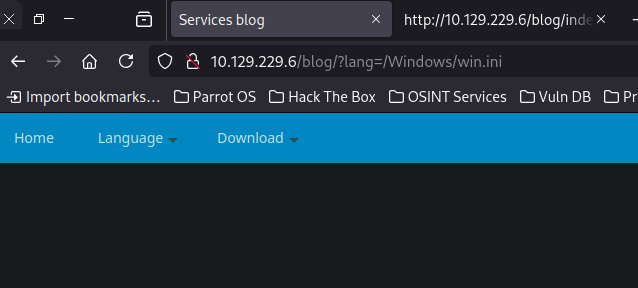 Services blog http://10.129.229.6/blog/inde
10.129.229.6/blog/?lang=/Windows/win.ini
Import bookmarks... Parrot OS Hack The Box OSINT Services Vuln DB Pr
Home Language Download